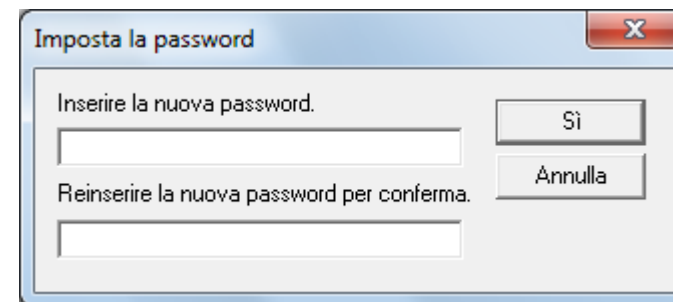 Imposta la password
Inserire la nuova password.
Sì
Annulla
Reinserire la nuova password per conferma.